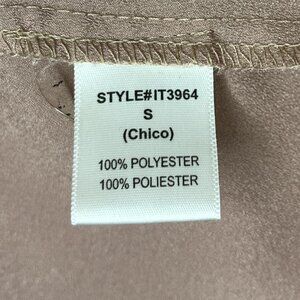 STYLE#IT3964
S
(Chico)
100% POLYESTER
100% POLIESTER